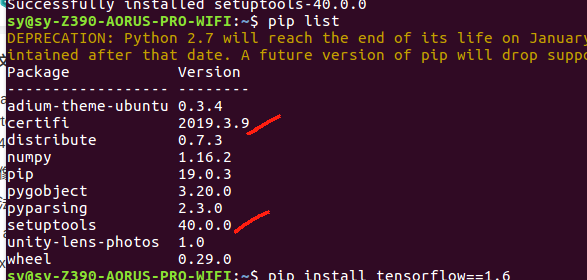 Successfully installed setuptools-40.0.0
sy@sy-Z390-AORUS-PRO-WIFI:~$ pip list
DEPRECATION: Python 2.7 will reach the end of its life on January
intained after that date. A future version of pip will drop suppo
Package Version
------------------ --------
adium-theme-ubuntu 0.3.4
certifi 2019.3.9
distribute 0.7.3
numpy 1.16.2
pip 19.0.3
pygobject 3.20.0
pyparsing 2.3.0
setuptools 40.0.0
unity-lens-photos 1.0
wheel 0.29.0
sy@sy-Z390-AORUS-PRO-WIFI:~$ pip install tensorflow==1.6